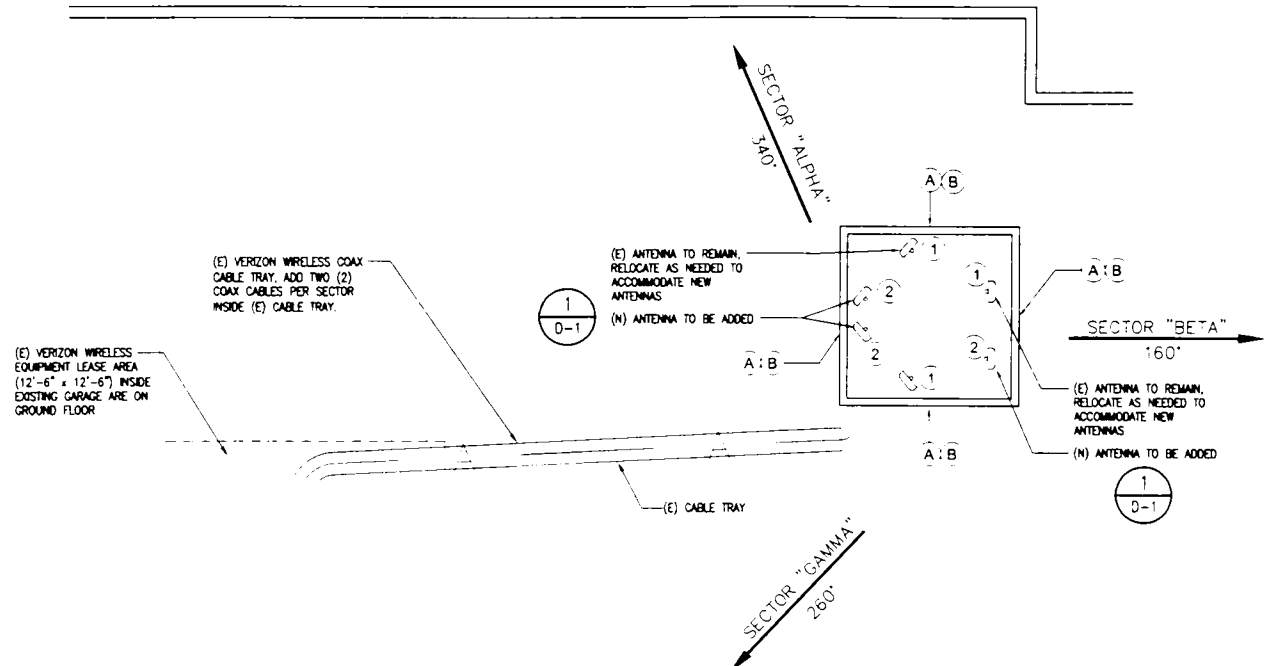 SECTOR "ALPHA"
340°
A B
(E) VERIZON WIRELESS COAX
CABLE TRAY, ADD TWO (2)
COAX CABLES PER SECTOR
INSIDE (E) CABLE TRAY.
(E) ANTENNA TO REMAIN,
RELOCATE AS NEEDED TO
ACCOMMODATE NEW
ANTENNAS
1
D-1
(N) ANTENNA TO BE ADDED
1
1
2
2
2
1
A B
A B
SECTOR "BETA"
160°
(E) VERIZON WIRELESS
EQUIPMENT LEASE AREA
(12'-6" x 12'-6") INSIDE
EXISTING GARAGE ARE ON
GROUND FLOOR
(E) ANTENNA TO REMAIN,
RELOCATE AS NEEDED TO
ACCOMMODATE NEW
ANTENNAS
A B
(N) ANTENNA TO BE ADDED
1
D-1
(E) CABLE TRAY
SECTOR "GAMMA"
260°